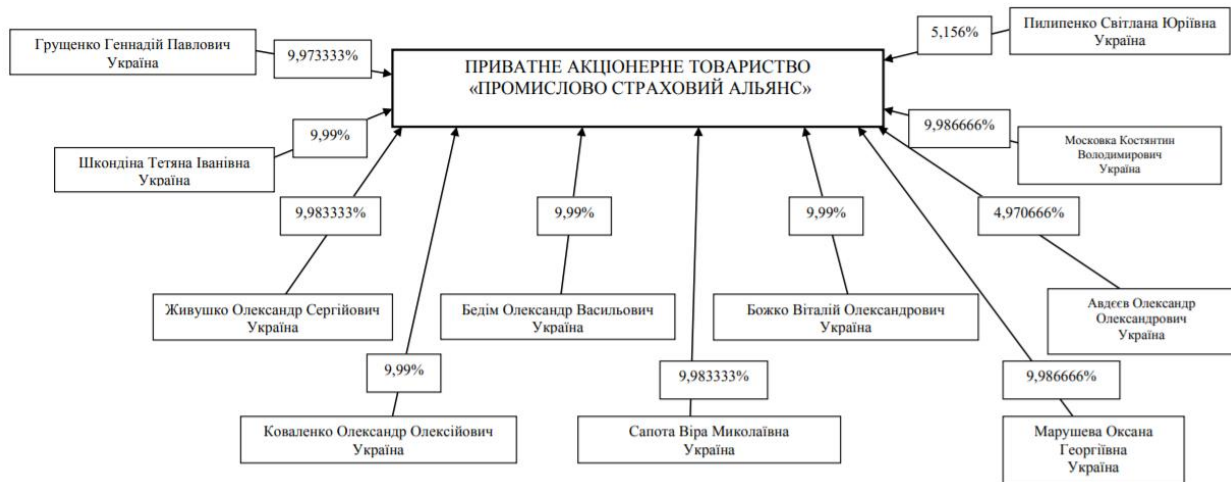 Грущенко Геннадій Павлович
Україна
9,973333%
ПРИВАТНЕ АКЦІОНЕРНЕ ТОВАРИСТВО
«ПРОМИСЛОВО СТРАХОВИЙ АЛЬЯНС»
5,156%
Пилипенко Світлана Юріївна
Україна
Шкондіна Тетяна Іванівна
Україна
9,99%
9,986666%
Московка Костянтин
Володимирович
Україна
9,983333%
9,99%
9,99%
4,970666%
Живушко Олександр Сергійович
Україна
Бедім Олександр Васильович
Україна
Божко Віталій Олександрович
Україна
Авдєєв Олександр
Олександрович
Україна
9,99%
9,983333%
9,986666%
Коваленко Олександр Олексійович
Україна
Сапота Віра Миколаївна
Україна
Марушева Оксана
Георгіївна
Україна